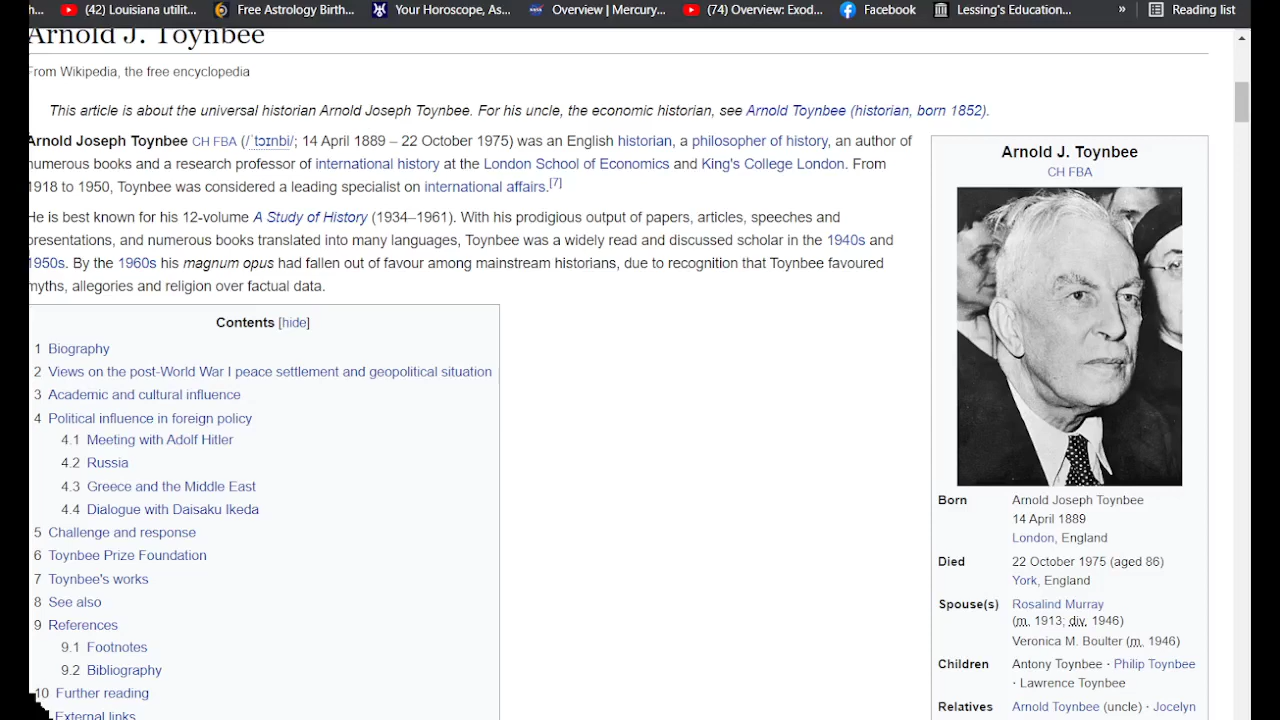 h...
(42) Louisiana utilit...
Free Astrology Birth...
Your Horoscope, As...
Overview | Mercury...
(74) Overview: Exod...
Facebook
Lessing's Education...
»
Reading list
Arnold J. Toynbee
From Wikipedia, the free encyclopedia
This article is about the universal historian Arnold Joseph Toynbee. For his uncle, the economic historian, see Arnold Toynbee (historian, born 1852).
Arnold Joseph Toynbee CH FBA (/ˈtɔɪnbi/; 14 April 1889 – 22 October 1975) was an English historian, a philosopher of history, an author of
numerous books and a research professor of international history at the London School of Economics and King's College London. From
1918 to 1950, Toynbee was considered a leading specialist on international affairs.[7]
He is best known for his 12-volume A Study of History (1934–1961). With his prodigious output of papers, articles, speeches and
presentations, and numerous books translated into many languages, Toynbee was a widely read and discussed scholar in the 1940s and
1950s. By the 1960s his magnum opus had fallen out of favour among mainstream historians, due to recognition that Toynbee favoured
myths, allegories and religion over factual data.
Contents [hide]
1 Biography
2 Views on the post-World War I peace settlement and geopolitical situation
3 Academic and cultural influence
4 Political influence in foreign policy
4.1 Meeting with Adolf Hitler
4.2 Russia
4.3 Greece and the Middle East
4.4 Dialogue with Daisaku Ikeda
5 Challenge and response
6 Toynbee Prize Foundation
7 Toynbee's works
8 See also
9 References
9.1 Footnotes
9.2 Bibliography
10 Further reading
External links
Arnold J. Toynbee
CH FBA
Born Arnold Joseph Toynbee
14 April 1889
London, England
Died 22 October 1975 (aged 86)
York, England
Spouse(s) Rosalind Murray
(m. 1913; div. 1946)
Veronica M. Boulter (m. 1946)
Children Antony Toynbee · Philip Toynbee
· Lawrence Toynbee
Relatives Arnold Toynbee (uncle) · Jocelyn